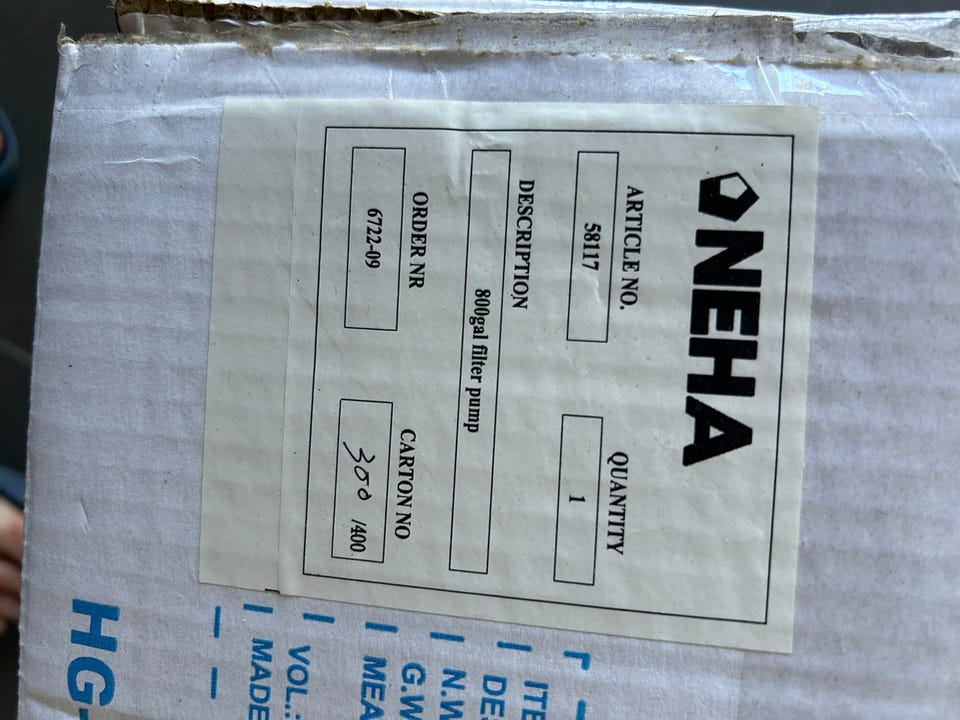 NEHA
ARTICLE NO.
QUANTITY
58117
1
DESCRIPTION
800gal filter pump
ORDER NR
CARTON NO
6722-09
300 /400
ITE
DE
N.W
G.W
MEA
VOL.:
MADE
HG-